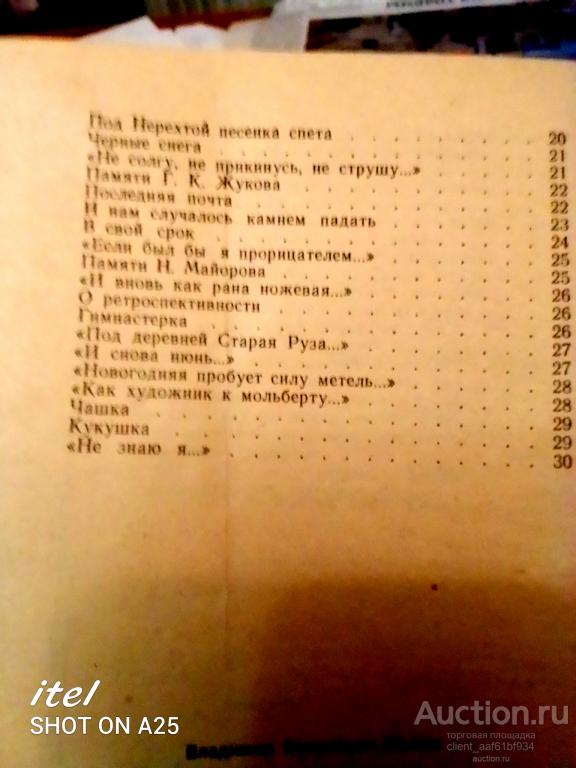 Под Нерехтой песенка спета . . . . . . . . 20
Черные снега . . . . . . . . . . . . 21
«Не солгу, не прикинусь, не струшу...» . . . . . 21
Памяти Г. К. Жукова . . . . . . . . . . 22
Последняя почта . . . . . . . . . . . 22
И нам случалось камнем падать . . . . . . . 23
В свой срок . . . . . . . . . . . . 24
«Если был бы я прорицателем...» . . . . . . . 25
Памяти Н. Майорова . . . . . . . . . . 25
«И вновь как рана ножевая...» . . . . . . . 26
О ретроспективности . . . . . . . . . . 26
Гимнастерка . . . . . . . . . . . . 26
«Под деревней Старая Руза...» . . . . . . . 27
«И снова июнь...» . . . . . . . . . . . 27
«Новогодняя пробует силу метель...» . . . . . . 28
«Как художник к мольберту...» . . . . . . . 28
Чашка . . . . . . . . . . . . . . 29
Кукушка . . . . . . . . . . . . . 29
«Не знаю я...» . . . . . . . . . . . . 30
Владимир
itel
SHOT ON A25
Auction.ru
торговая площадка
client_aaf61bf934
auction.ru